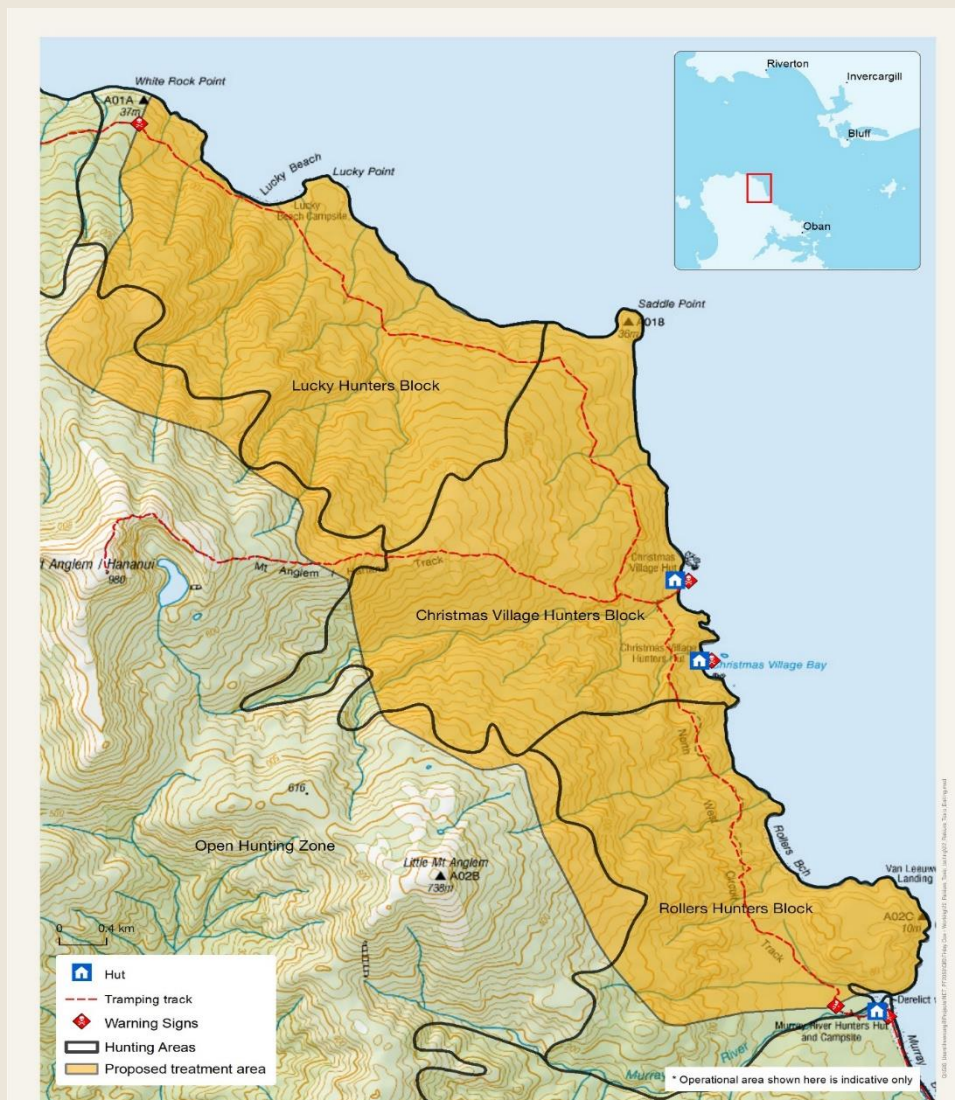 White Rock Point
A01A
37m
Lucky Beach
Lucky Point
Lucky
Beach Campsite
Riverton
Invercargill
Bluff
Oban
Saddle Point
A01B
36m
Lucky Hunters Block
t Anglem / Hananui
980
Mt Anglem / Hananui Track
Christmas
Village Hut
Christmas Village Hunters Block
Christmas Village
Hunters Hut
Christmas Village Bay
616
Open Hunting Zone
Little Mt Anglem
A02B
738m
North West Circuit Track
Rollers Bch
Van Leeuw
Landing
Rollers Hunters Block
A02C
10m
Derelict
Murray River Hunters Hut
and Campsite
Murray
River
Murray
0 0.4 km
Hut
Tramping track
Warning Signs
Hunting Areas
Proposed treatment area
* Operational area shown here is indicative only